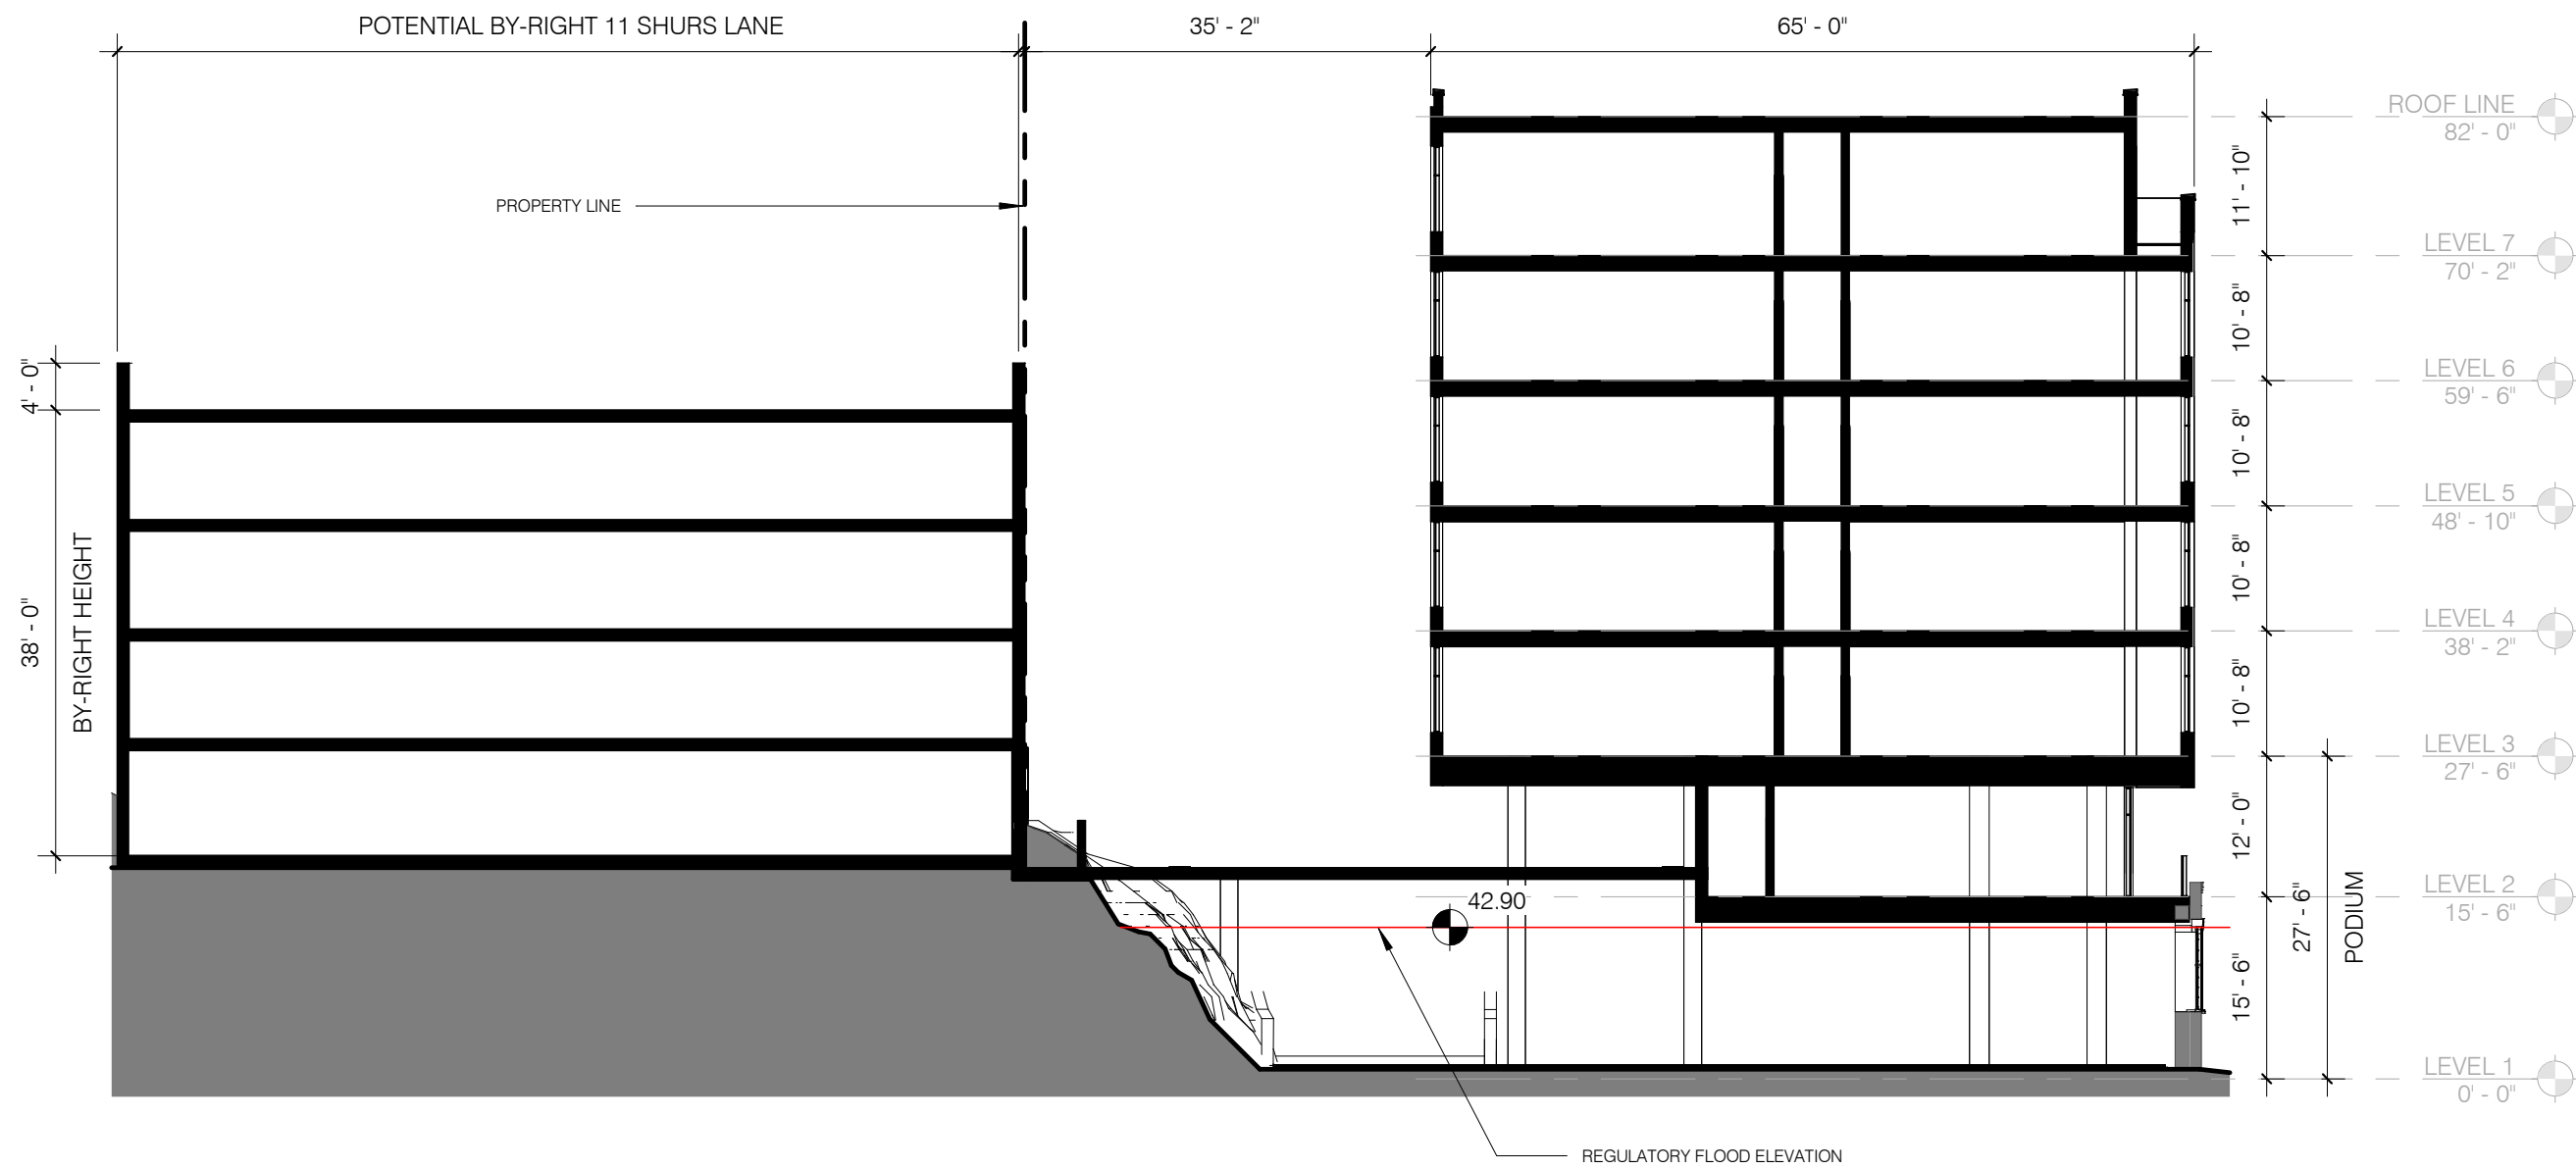 POTENTIAL BY-RIGHT 11 SHURS LANE
35' - 2"
65' - 0"
ROOF LINE
82' - 0"
11' - 10"
PROPERTY LINE
LEVEL 7
70' - 2"
10' - 8"
4' - 0"
LEVEL 6
59' - 6"
10' - 8"
LEVEL 5
48' - 10"
10' - 8"
38' - 0"
BY-RIGHT HEIGHT
LEVEL 4
38' - 2"
10' - 8"
LEVEL 3
27' - 6"
12' - 0"
42.90
LEVEL 2
15' - 6"
27' - 6"
PODIUM
15' - 6"
LEVEL 1
0' - 0"
REGULATORY FLOOD ELEVATION